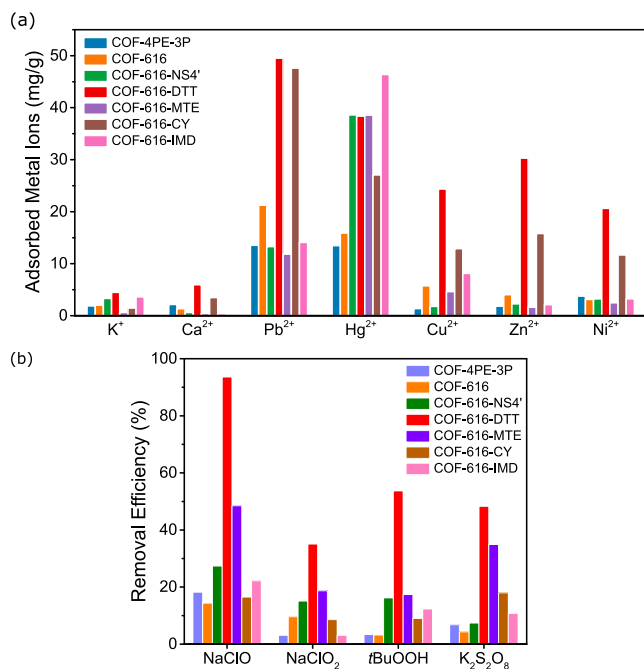 (a)
Adsorbed Metal Ions (mg/g)
50
40
30
20
10
0
COF-4PE-3P
COF-616
COF-616-NS4'
COF-616-DTT
COF-616-MTE
COF-616-CY
COF-616-IMD
K⁺ Ca²⁺ Pb²⁺ Hg²⁺ Cu²⁺ Zn²⁺ Ni²⁺
(b)
Removal Efficiency (%)
100
80
60
40
20
0
COF-4PE-3P
COF-616
COF-616-NS4'
COF-616-DTT
COF-616-MTE
COF-616-CY
COF-616-IMD
NaClO NaClO₂ tBuOOH K₂S₂O₈